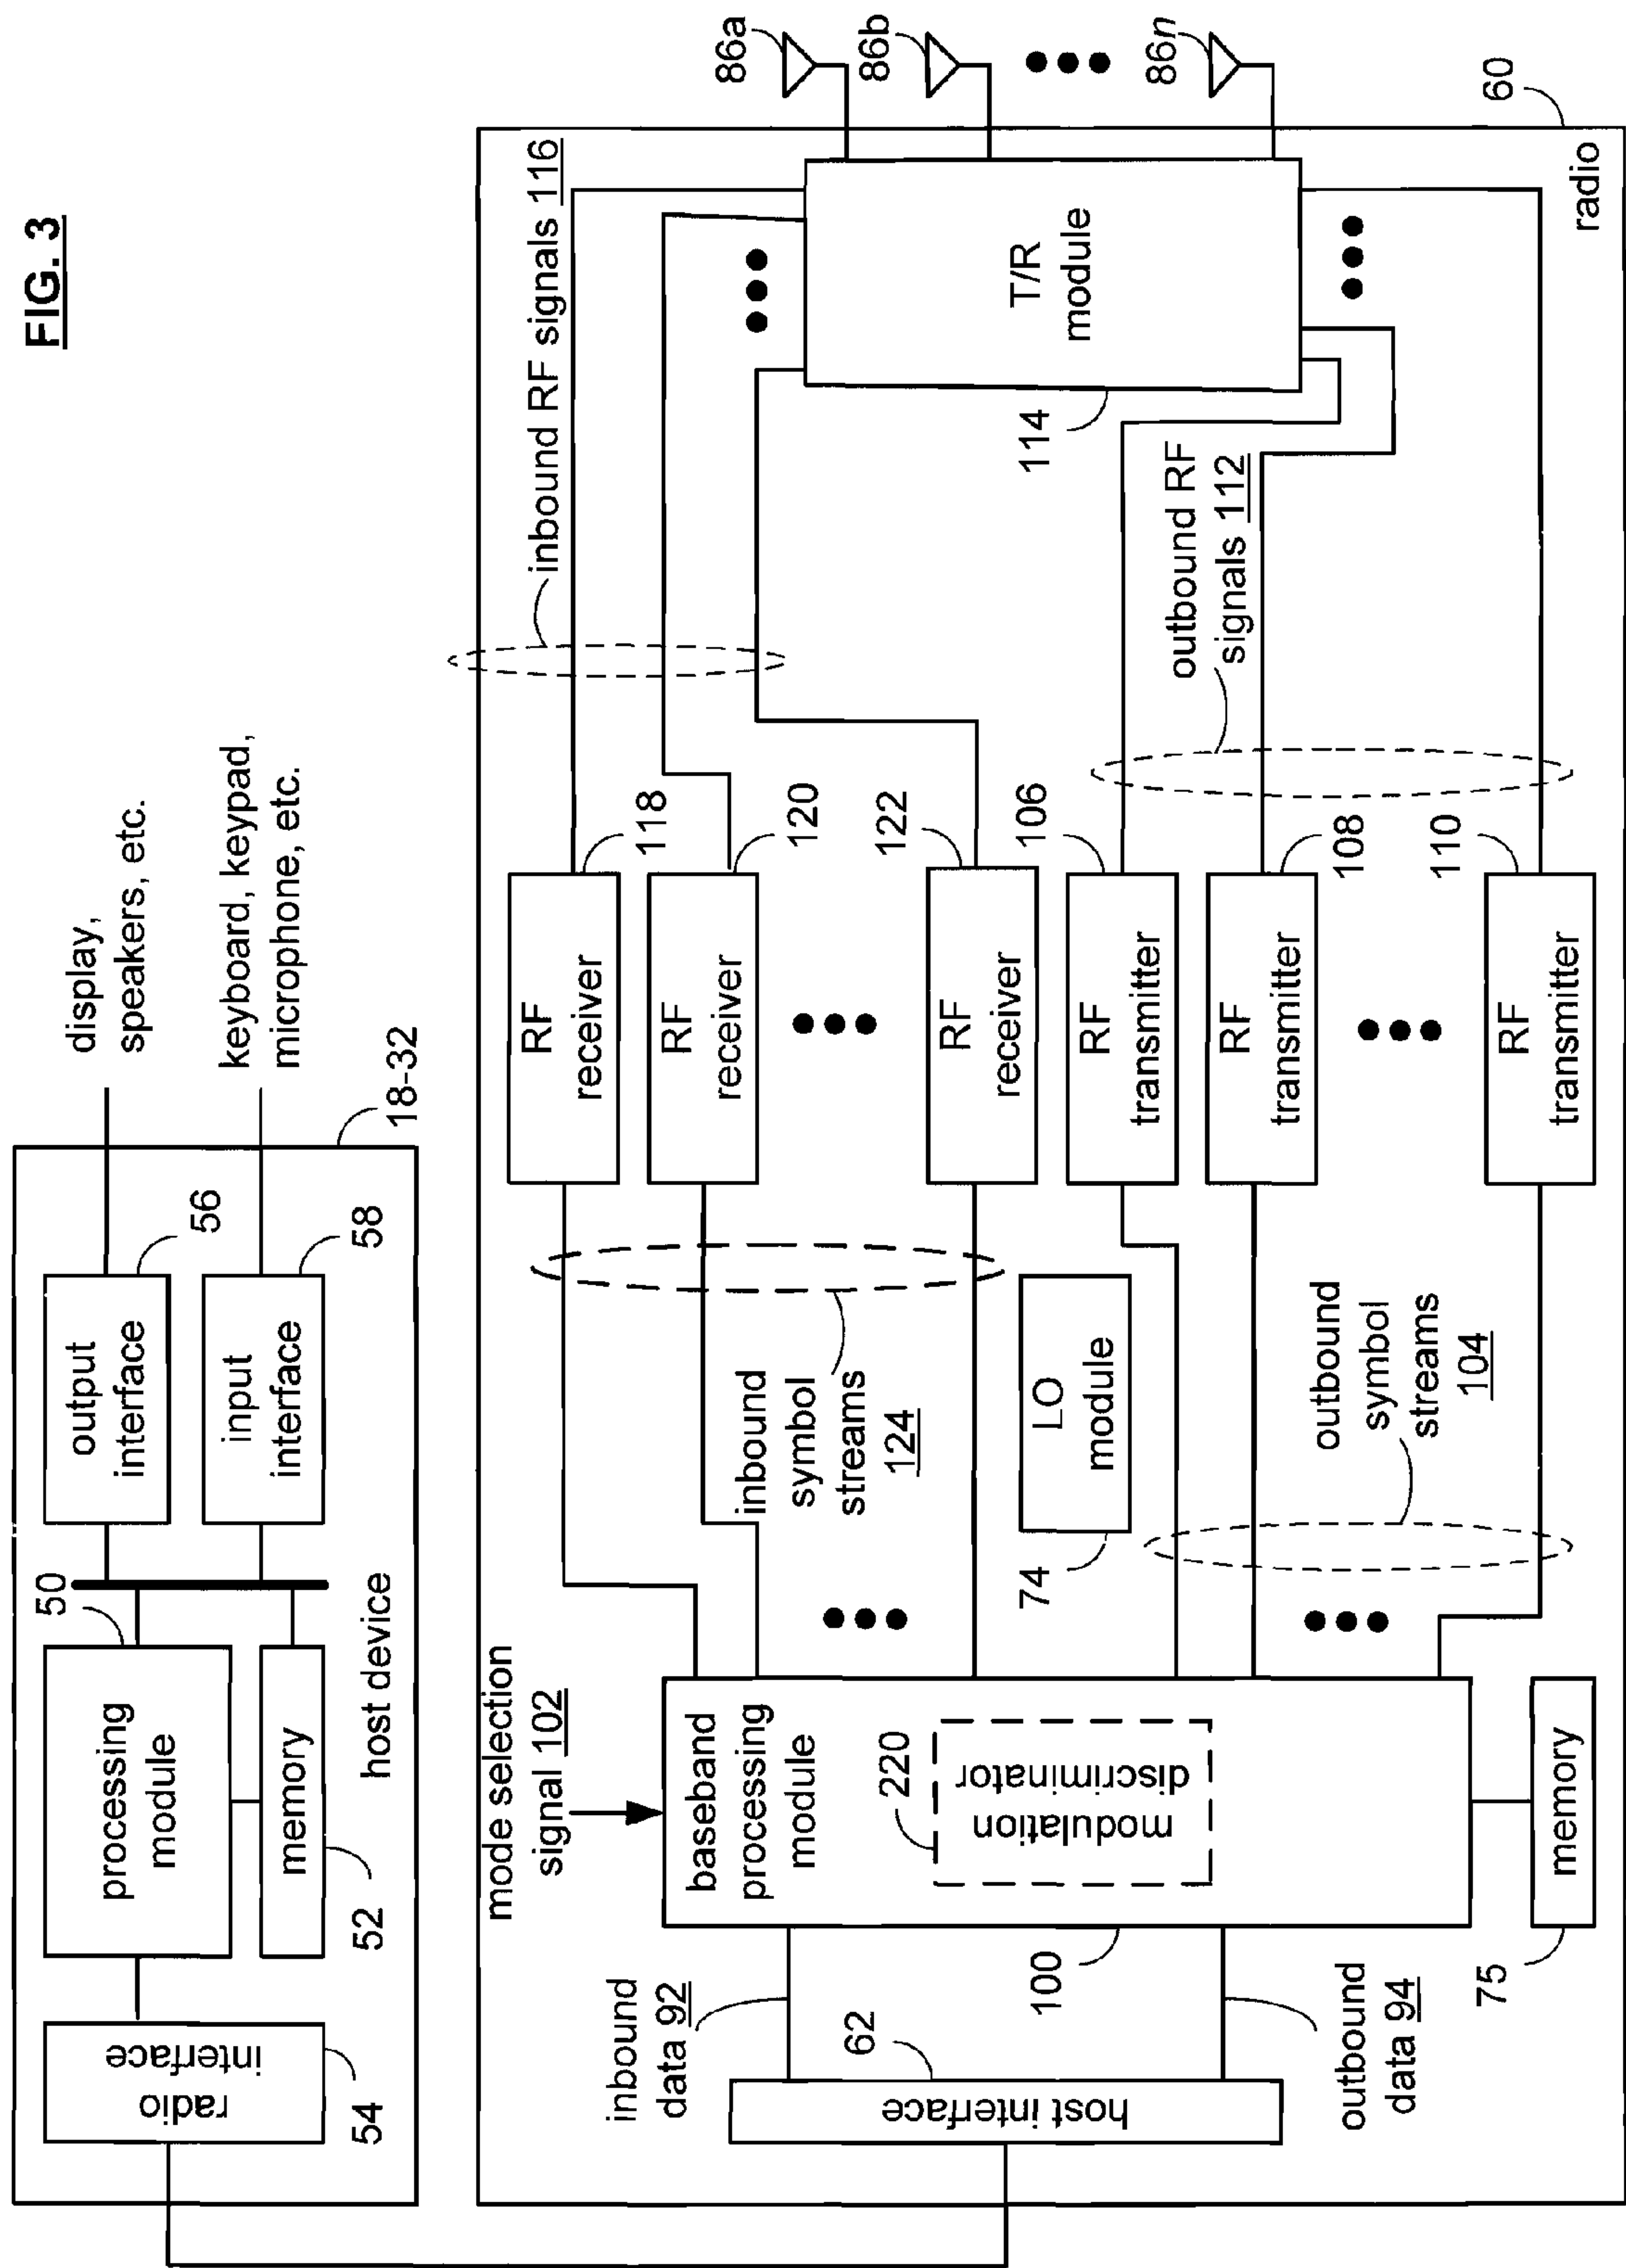 FIG. 3
display,
speakers, etc.
keyboard, keypad,
microphone, etc.
18-32
output
interface
56
input
interface
58
50
processing
module
memory
52
host device
radio
interface
54
mode selection
signal 102
baseband
processing
module
modulation
discriminator
220
100
memory
75
inbound
data 92
62
host interface
outbound
data 94
inbound
symbol
streams
124
LO
module
74
outbound
symbol
streams
104
RF
receiver
118
RF
receiver
120
RF
receiver
122
RF
transmitter
106
RF
transmitter
108
RF
transmitter
110
inbound RF signals 116
outbound RF
signals 112
T/R
module
114
86a
86b
86n
60
radio